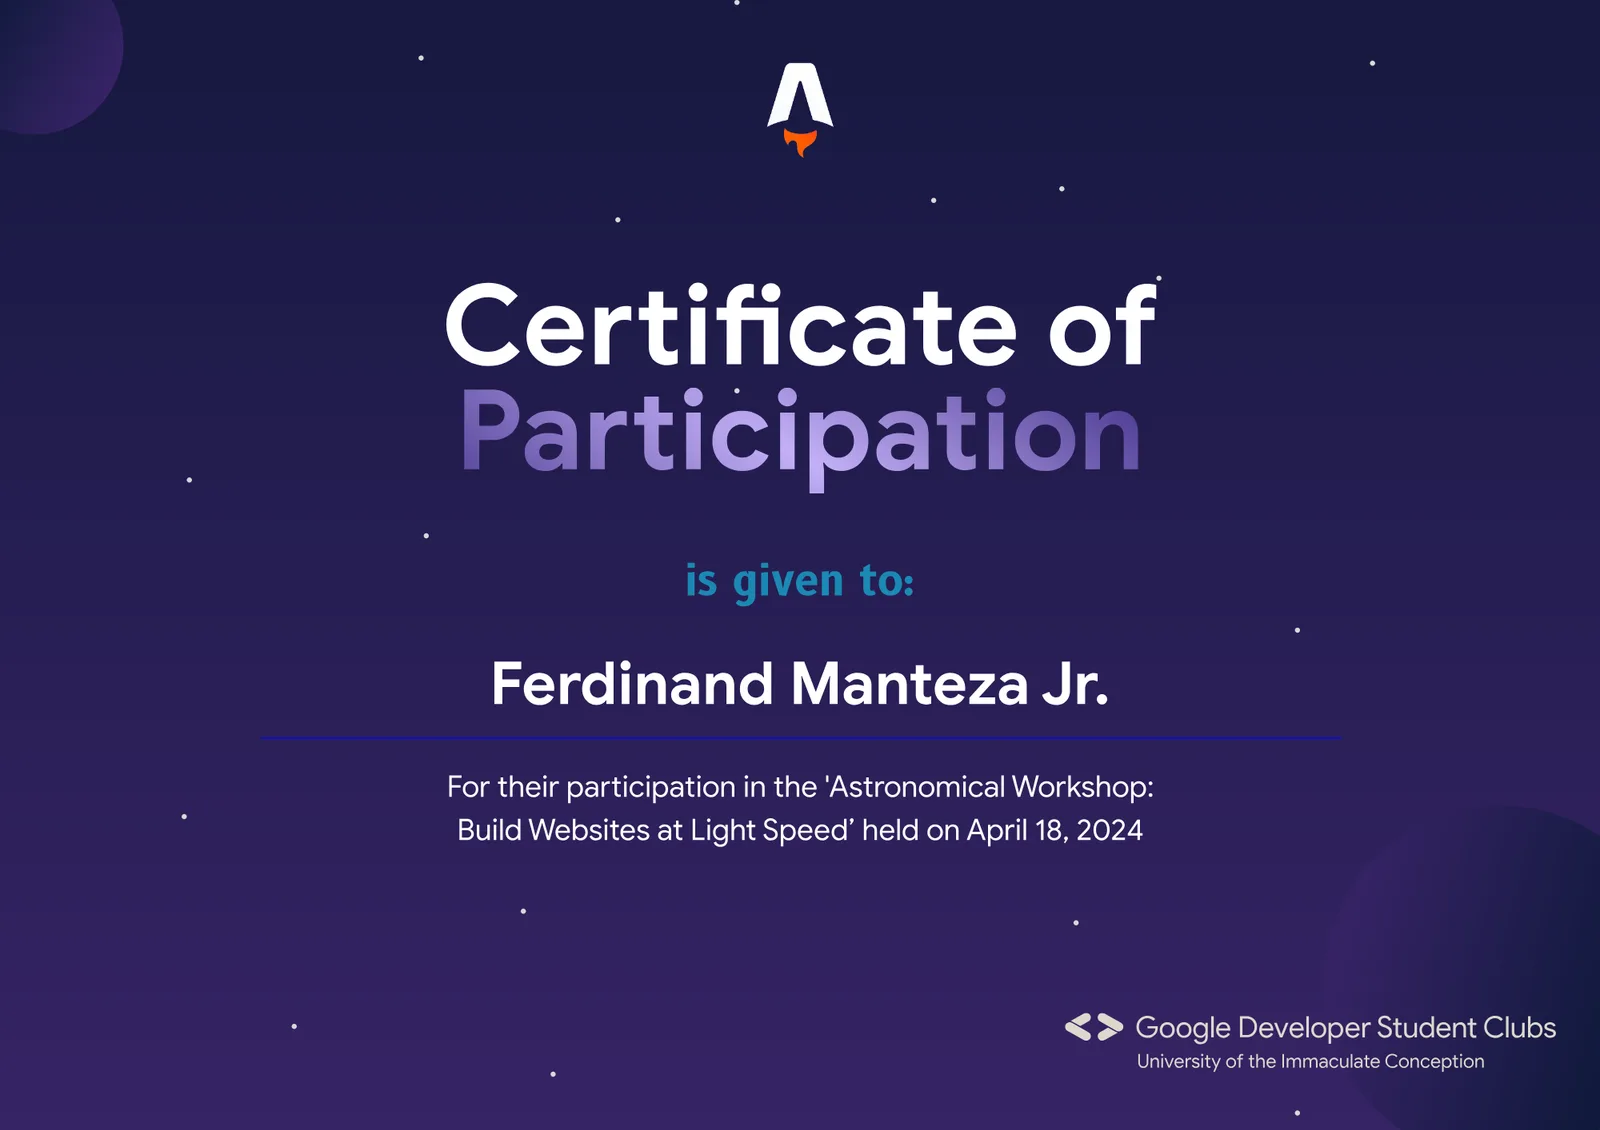 Certificate of
Participation
is given to:
Ferdinand Manteza Jr.
For their participation in the 'Astronomical Workshop:
Build Websites at Light Speed’ held on April 18, 2024
Google Developer Student Clubs
University of the Immaculate Conception